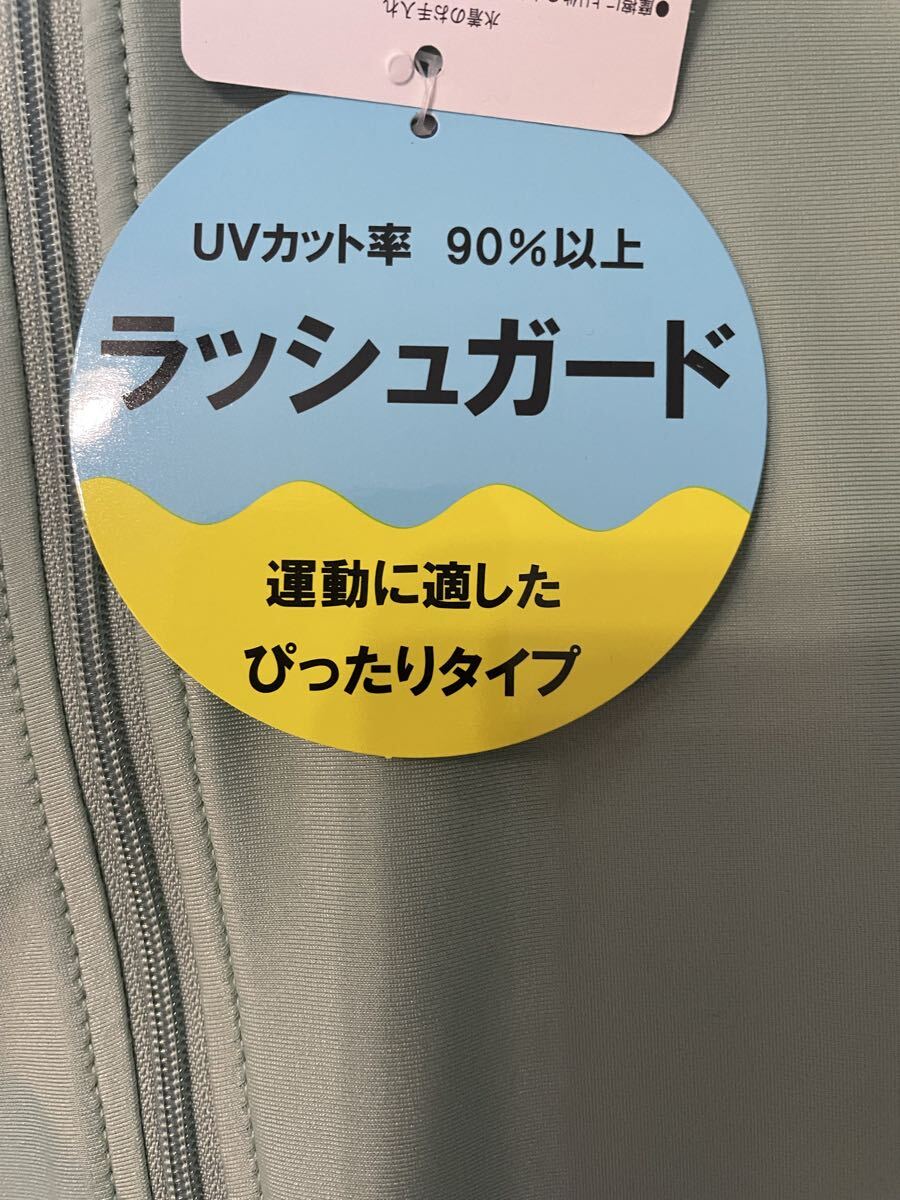 水着のお手入れ
UVカット率 90%以上
ラッシュガード
運動に適した
ぴったりタイプ